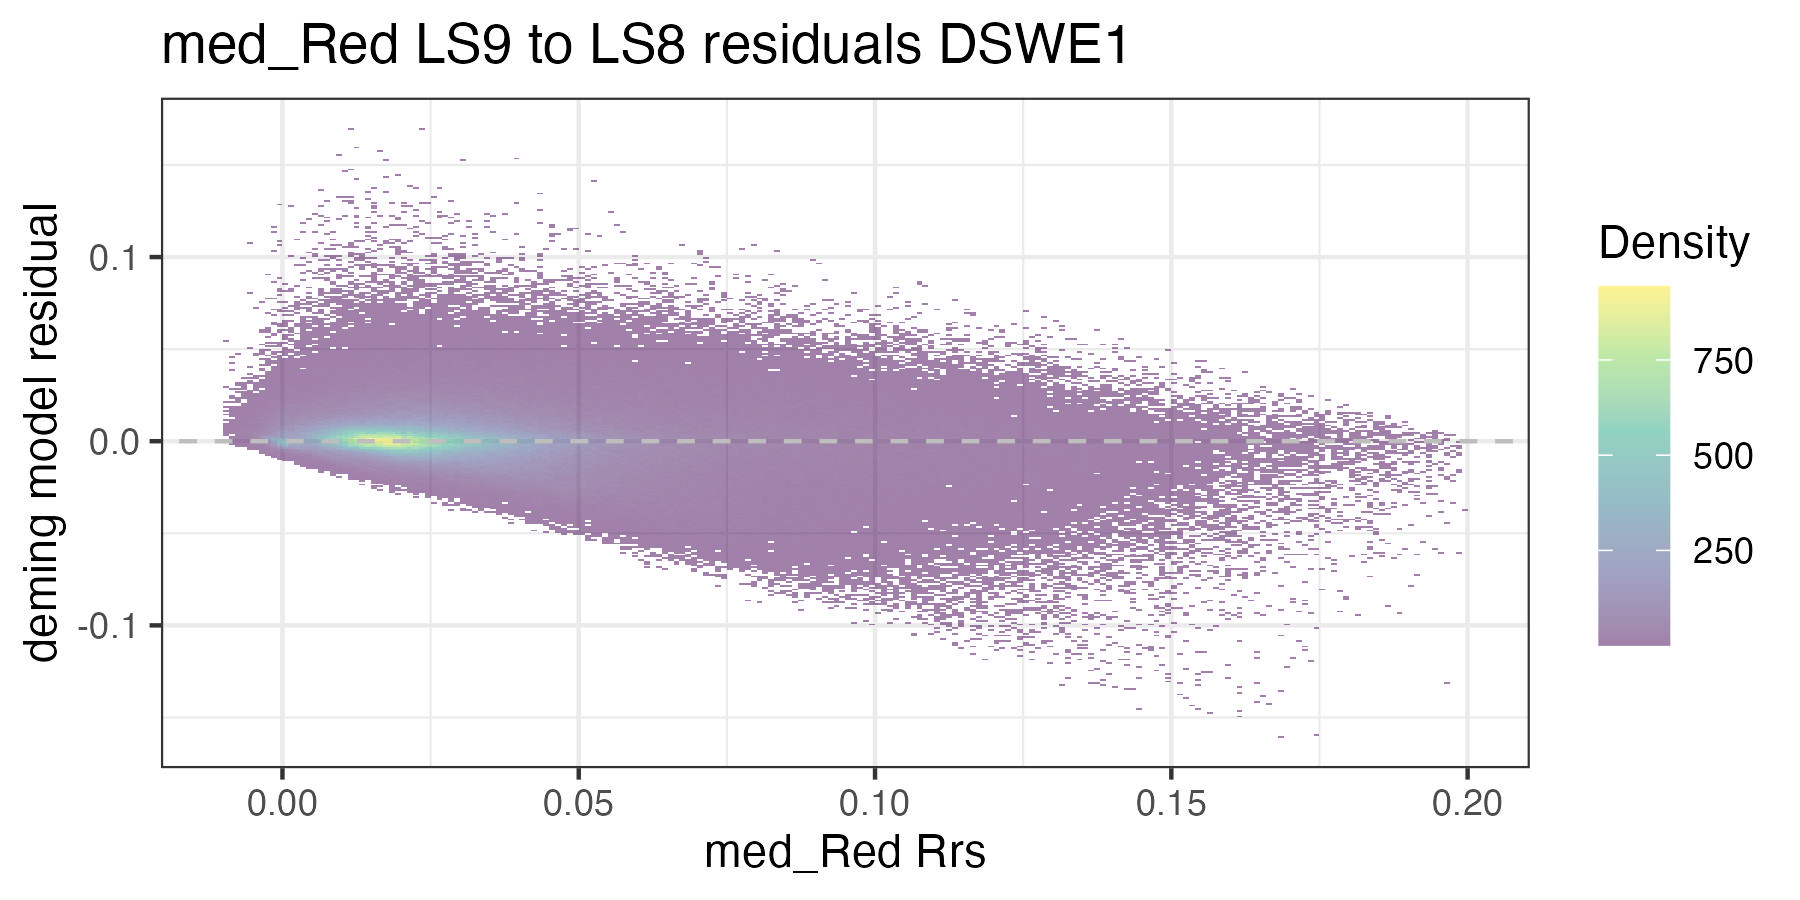 med_Red LS9 to LS8 residuals DSWE1
deming model residual
0.1
0.0
-0.1
0.00
0.05
0.10
0.15
0.20
med_Red Rrs
Density
750
500
250